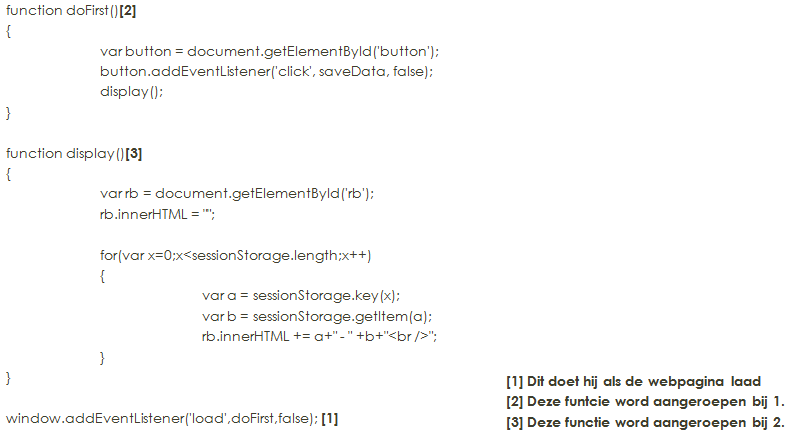 function doFirst()[2]
{
var button = document.getElementById('button');
button.addEventListener('click', saveData, false);
display();
}
function display()[3]
{
var rb = document.getElementById('rb');
rb.innerHTML = "";
for(var x=0;x<sessionStorage.length;x++)
{
var a = sessionStorage.key(x);
var b = sessionStorage.getItem(a);
rb.innerHTML += a+" - " +b+"<br />";
}
}
window.addEventListener('load',doFirst,false); [1]
[1] Dit doet hij als de webpagina laad
[2] Deze funtcie word aangeroepen bij 1.
[3] Deze functie word aangeroepen bij 2.